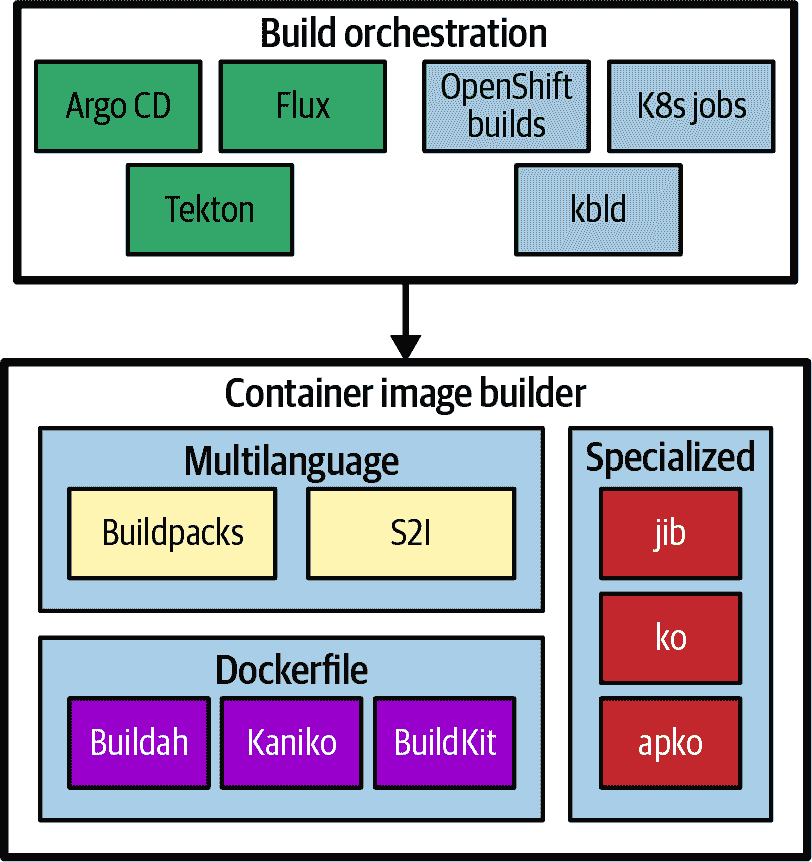 Build orchestration
Argo CD
Flux
OpenShift
builds
K8s jobs
Tekton
kbld
Container image builder
Multilanguage
Buildpacks
S2I
Dockerfile
Buildah
Kaniko
BuildKit
Specialized
jib
ko
apko